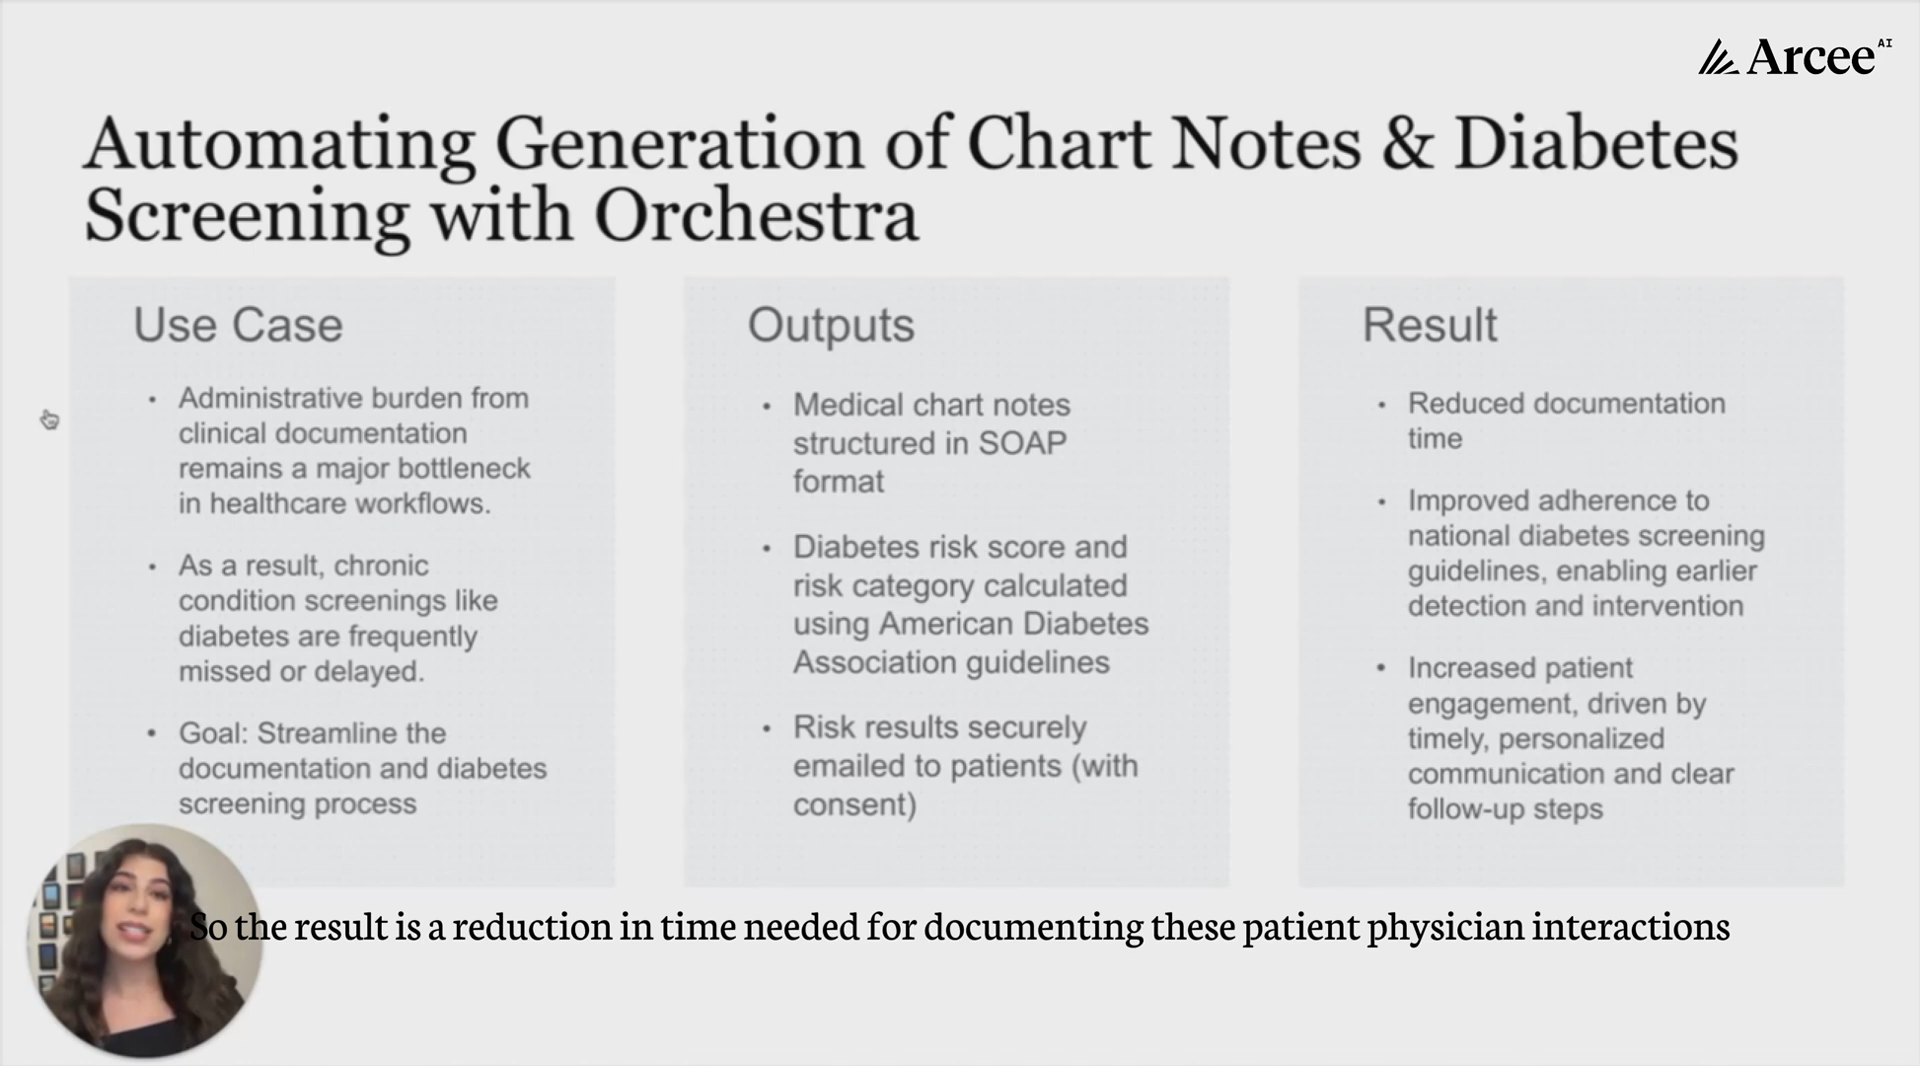 Arcee AI
Automating Generation of Chart Notes & Diabetes
Screening with Orchestra
Use Case
• Administrative burden from
clinical documentation
remains a major bottleneck
in healthcare workflows.
• As a result, chronic
condition screenings like
diabetes are frequently
missed or delayed.
• Goal: Streamline the
documentation and diabetes
screening process
Outputs
• Medical chart notes
structured in SOAP
format
• Diabetes risk score and
risk category calculated
using American Diabetes
Association guidelines
• Risk results securely
emailed to patients (with
consent)
Result
• Reduced documentation
time
• Improved adherence to
national diabetes screening
guidelines, enabling earlier
detection and intervention
• Increased patient
engagement, driven by
timely, personalized
communication and clear
follow-up steps
So the result is a reduction in time needed for documenting these patient physician interactions